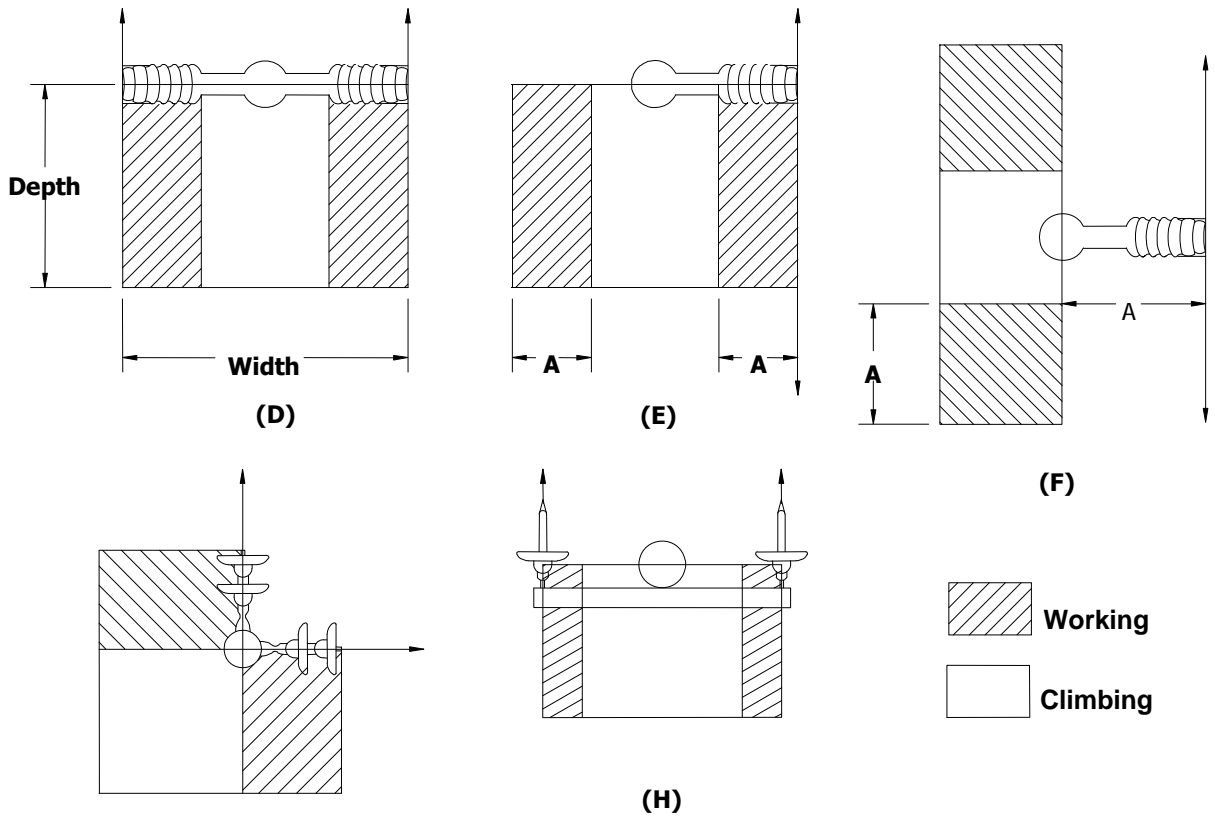 Depth
Width
A
A
A
A
(D)
(E)
(F)
(H)
Working
Climbing